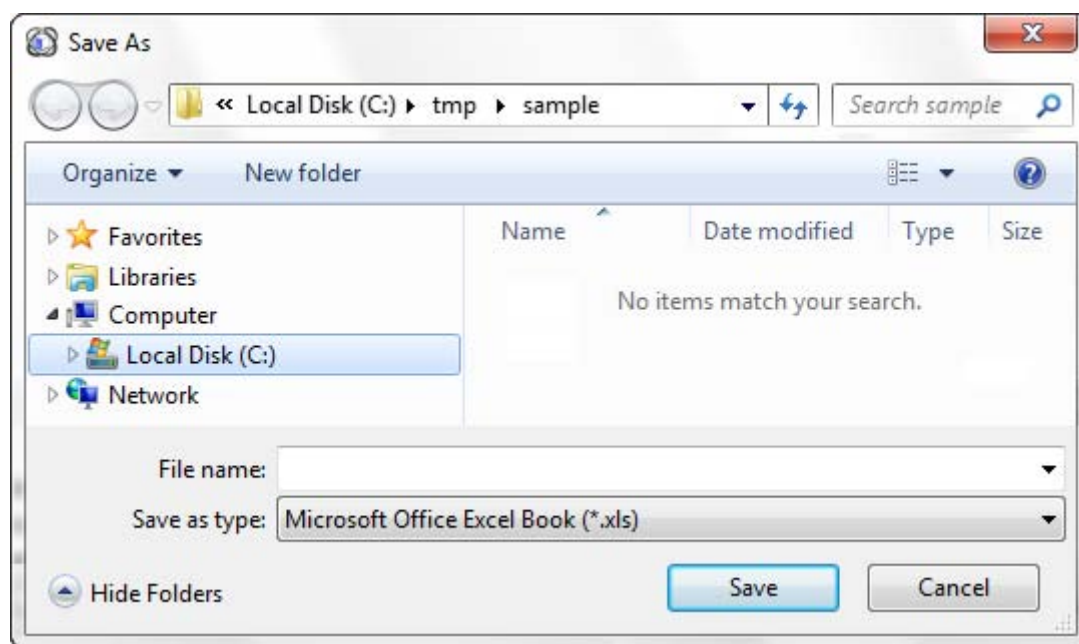 Save As
« Local Disk (C:) ▸ tmp ▸ sample
Search sample
Organize ▾ New folder
Name Date modified Type Size
Favorites
Libraries
No items match your search.
Computer
Local Disk (C:)
Network
File name:
Save as type: Microsoft Office Excel Book (*.xls)
Hide Folders Save Cancel